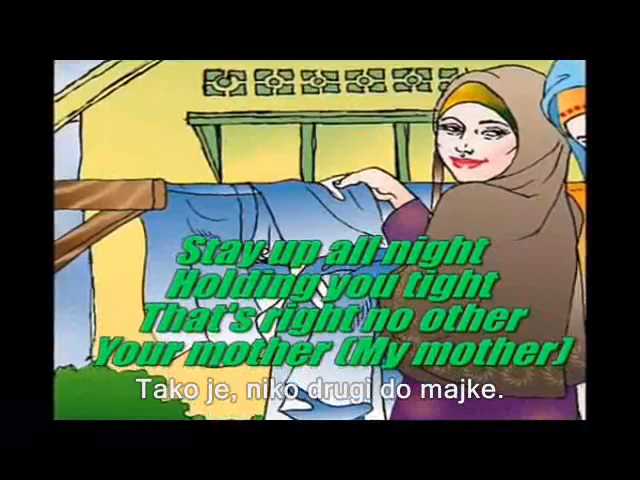 Stay up all night
Holding you tight
That's right no other
Your mother (My mother)
Tako je, niko drugi do majke.